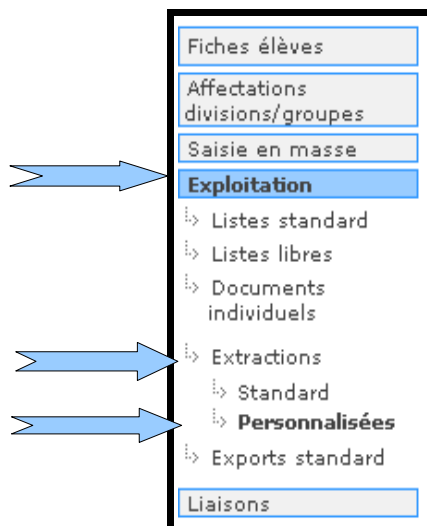 Fiches élèves
Affectations
divisions/groupes
Saisie en masse
Exploitation
Listes standard
Listes libres
Documents
individuels
Extractions
Standard
Personnalisées
Exports standard
Liaisons